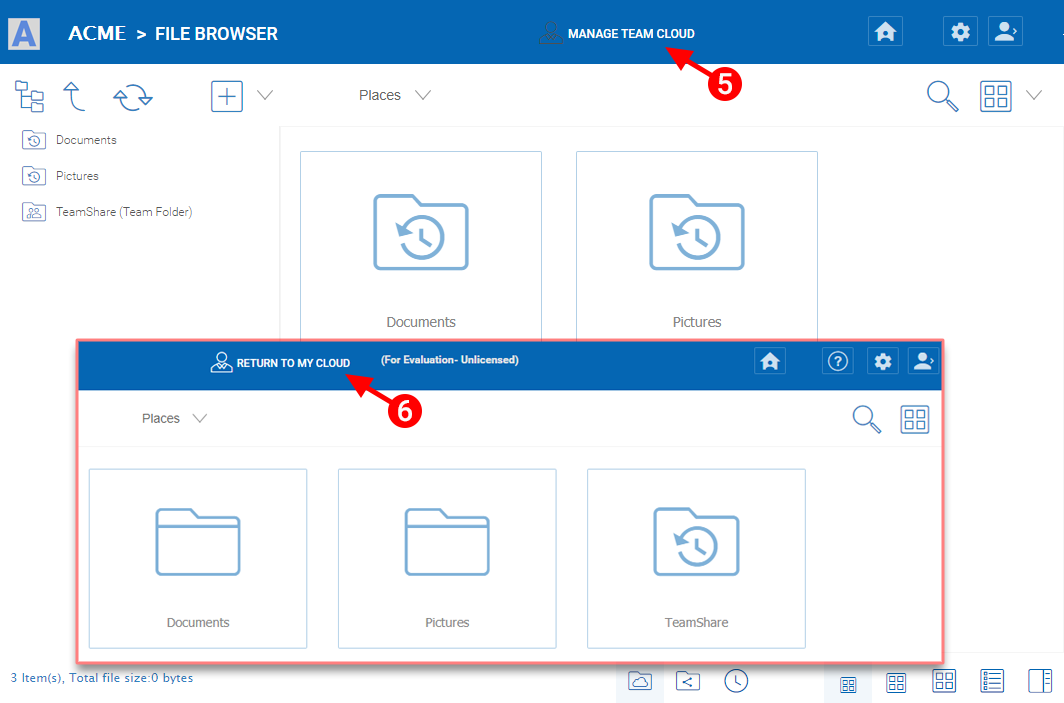 A
ACME > FILE BROWSER
MANAGE TEAM CLOUD
5
Places
Documents
Pictures
TeamShare (Team Folder)
Documents
Pictures
RETURN TO MY CLOUD
(For Evaluation- Unlicensed)
?
6
Places
Documents
Pictures
TeamShare
3 Item(s), Total file size:0 bytes